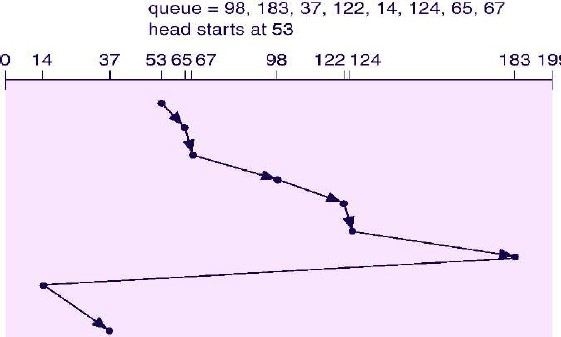 queue = 98, 183, 37, 122, 14, 124, 65, 67
head starts at 53
0 14 37 53 65 67 98 122 124 183 199